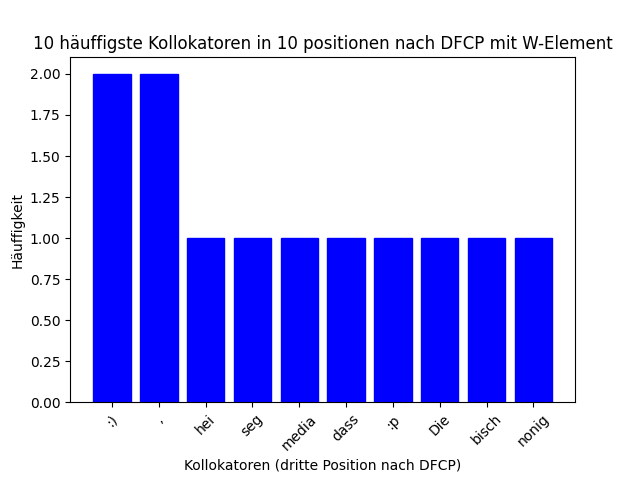 10 häuffigste Kollokatoren in 10 positionen nach DFCP mit W-Element
Häuffigkeit
2.00
1.75
1.50
1.25
1.00
0.75
0.50
0.25
0.00
:)
,
hei
seg
media
dass
:p
Die
bisch
nonig
Kollokatoren (dritte Position nach DFCP)